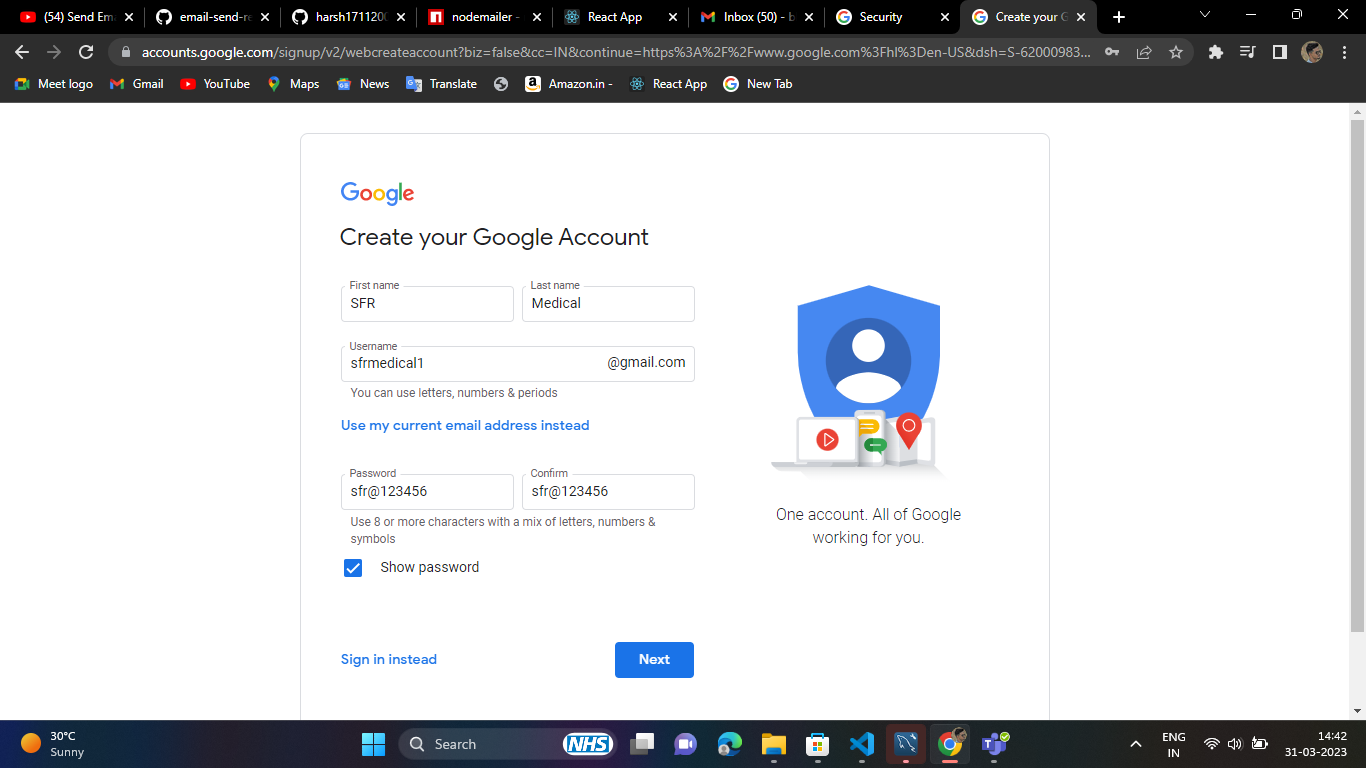 (54) Send Ema
email-send-re
harsh1711200
nodemailer -
React App
Inbox (50) - b
Security
Create your G
accounts.google.com/signup/v2/webcreateaccount?biz=false&cc=IN&continue=https%3A%2F%2Fwww.google.com%3Fhl%3Den-US&dsh=S-62000983...
Meet logo
Gmail
YouTube
Maps
News
Translate
Amazon.in -
React App
New Tab
Google
Create your Google Account
First name
SFR
Last name
Medical
Username
sfrmedical1
@gmail.com
You can use letters, numbers & periods
Use my current email address instead
Password
sfr@123456
Confirm
sfr@123456
Use 8 or more characters with a mix of letters, numbers &
symbols
Show password
One account. All of Google
working for you.
Sign in instead
Next
30°C
Sunny
Search
NHS
ENG
IN
14:42
31-03-2023